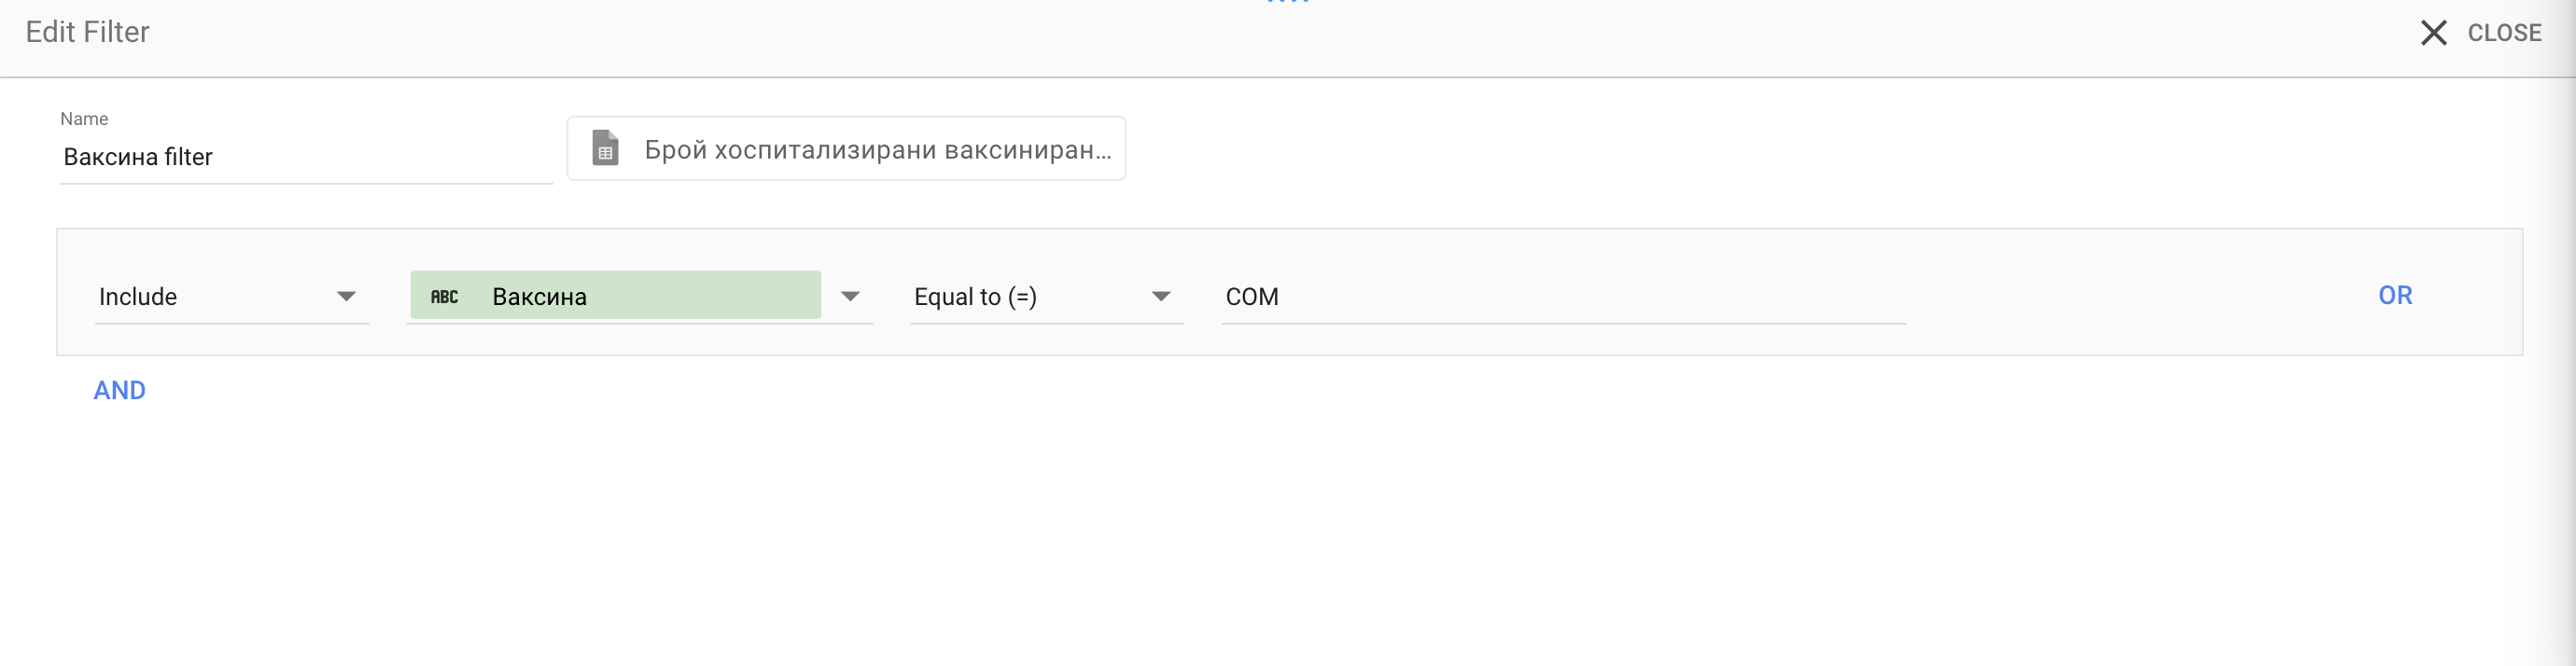 Edit Filter
CLOSE
Name
Ваксина filter
Брой хоспитализирани ваксиниран...
Include
ABC Ваксина
Equal to (=)
COM
OR
AND